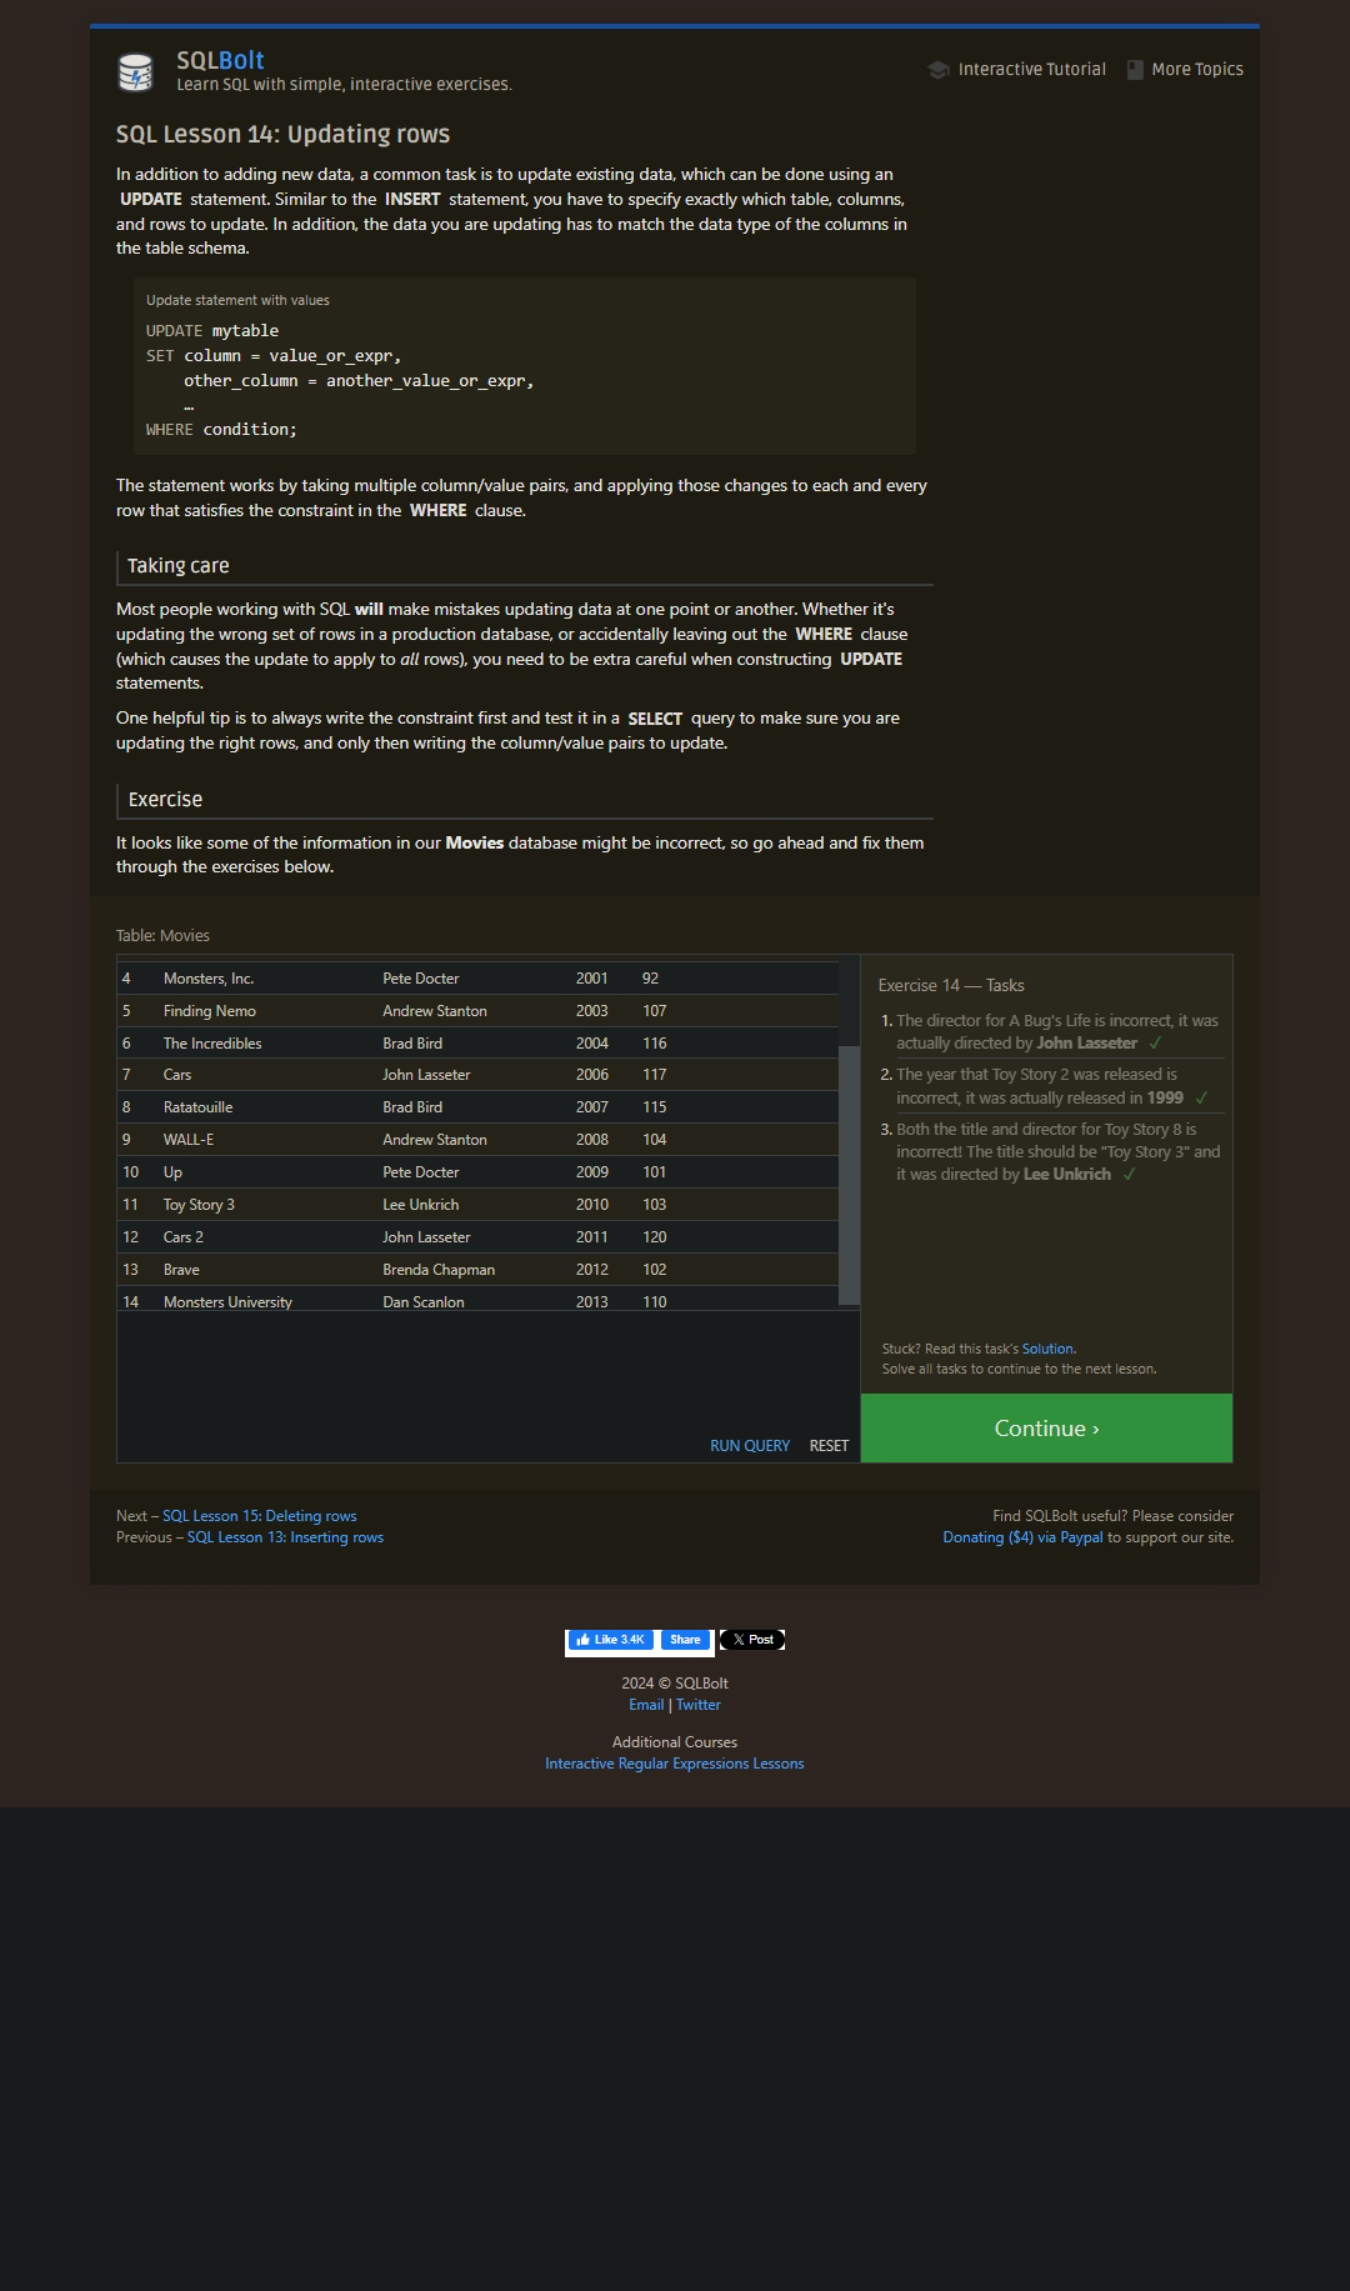 SQLBolt
Learn SQL with simple, interactive exercises.
Interactive Tutorial
More Topics
SQL Lesson 14: Updating rows
In addition to adding new data, a common task is to update existing data, which can be done using an
UPDATE statement. Similar to the INSERT statement, you have to specify exactly which table, columns,
and rows to update. In addition, the data you are updating has to match the data type of the columns in
the table schema.
Update statement with values
UPDATE mytable
SET column = value_or_expr,
    other_column = another_value_or_expr,
    …
WHERE condition;
The statement works by taking multiple column/value pairs, and applying those changes to each and every
row that satisfies the constraint in the WHERE clause.
Taking care
Most people working with SQL will make mistakes updating data at one point or another. Whether it's
updating the wrong set of rows in a production database, or accidentally leaving out the WHERE clause
(which causes the update to apply to all rows), you need to be extra careful when constructing UPDATE
statements.
One helpful tip is to always write the constraint first and test it in a SELECT query to make sure you are
updating the right rows, and only then writing the column/value pairs to update.
Exercise
It looks like some of the information in our Movies database might be incorrect, so go ahead and fix them
through the exercises below.
Table: Movies
4 Monsters, Inc. Pete Docter 2001 92
5 Finding Nemo Andrew Stanton 2003 107
6 The Incredibles Brad Bird 2004 116
7 Cars John Lasseter 2006 117
8 Ratatouille Brad Bird 2007 115
9 WALL-E Andrew Stanton 2008 104
10 Up Pete Docter 2009 101
11 Toy Story 3 Lee Unkrich 2010 103
12 Cars 2 John Lasseter 2011 120
13 Brave Brenda Chapman 2012 102
14 Monsters University Dan Scanlon 2013 110
RUN QUERY RESET
Exercise 14 — Tasks
1. The director for A Bug's Life is incorrect, it was
actually directed by John Lasseter ✓
2. The year that Toy Story 2 was released is
incorrect, it was actually released in 1999 ✓
3. Both the title and director for Toy Story 8 is
incorrect! The title should be "Toy Story 3" and
it was directed by Lee Unkrich ✓
Stuck? Read this task's Solution.
Solve all tasks to continue to the next lesson.
Continue ›
Next – SQL Lesson 15: Deleting rows
Previous – SQL Lesson 13: Inserting rows
Find SQLBolt useful? Please consider
Donating ($4) via Paypal to support our site.
Like 3.4K Share X Post
2024 © SQLBolt
Email | Twitter
Additional Courses
Interactive Regular Expressions Lessons